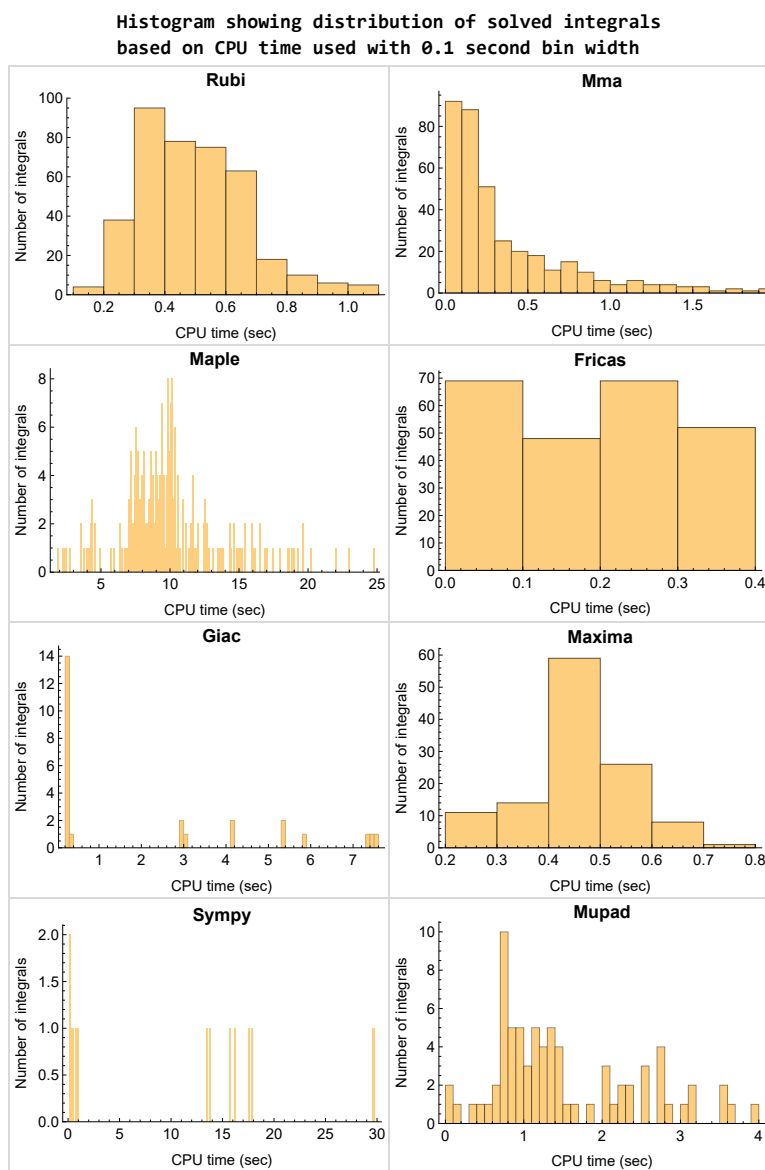 Histogram showing distribution of solved integrals
based on CPU time used with 0.1 second bin width
Rubi
Number of integrals
100
80
60
40
20
0
0.2 0.4 0.6 0.8 1.0
CPU time (sec)
Mma
Number of integrals
80
60
40
20
0
0.0 0.5 1.0 1.5
CPU time (sec)
Maple
Number of integrals
8
6
4
2
0
5 10 15 20 25
CPU time (sec)
Fricas
Number of integrals
70
60
50
40
30
20
10
0
0.0 0.1 0.2 0.3 0.4
CPU time (sec)
Giac
Number of integrals
14
12
10
8
6
4
2
0
1 2 3 4 5 6 7
CPU time (sec)
Maxima
Number of integrals
60
50
40
30
20
10
0
0.2 0.3 0.4 0.5 0.6 0.7 0.8
CPU time (sec)
Sympy
Number of integrals
2.0
1.5
1.0
0.5
0.0
0 5 10 15 20 25 30
CPU time (sec)
Mupad
Number of integrals
10
8
6
4
2
0
0 1 2 3 4
CPU time (sec)